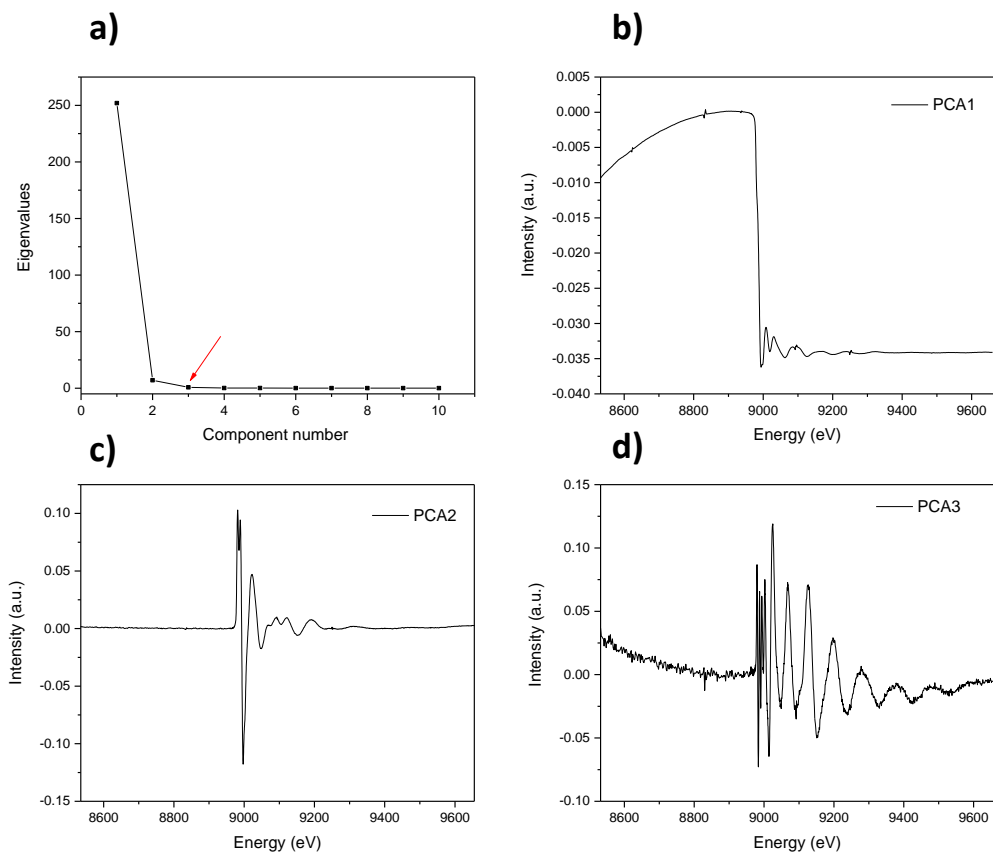 a)
250
200
150
100
50
0
Eigenvalues
0 2 4 6 8 10
Component number
b)
0.005
0.000
-0.005
-0.010
-0.015
-0.020
-0.025
-0.030
-0.035
-0.040
Intensity (a.u.)
PCA1
8600 8800 9000 9200 9400 9600
Energy (eV)
c)
0.10
0.05
0.00
-0.05
-0.10
-0.15
Intensity (a.u.)
PCA2
8600 8800 9000 9200 9400 9600
Energy (eV)
d)
0.15
0.10
0.05
0.00
-0.05
-0.10
Intensity (a.u.)
PCA3
8600 8800 9000 9200 9400 9600
Energy (eV)